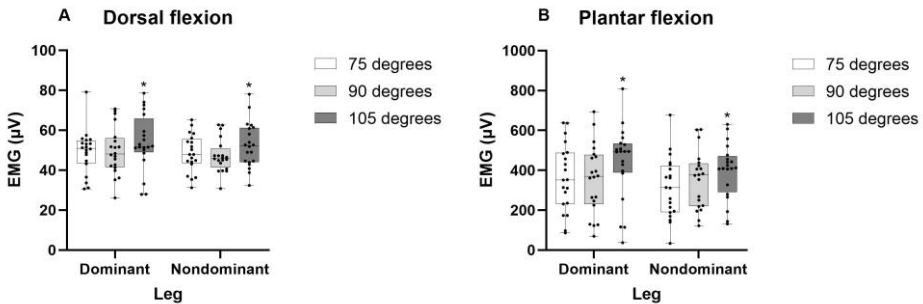 A Dorsal flexion
100
80
60
40
20
0
EMG (µV)
* *
Dominant Nondominant
Leg
75 degrees
90 degrees
105 degrees
B Plantar flexion
1000
800
600
400
200
0
EMG (µV)
* *
Dominant Nondominant
Leg
75 degrees
90 degrees
105 degrees